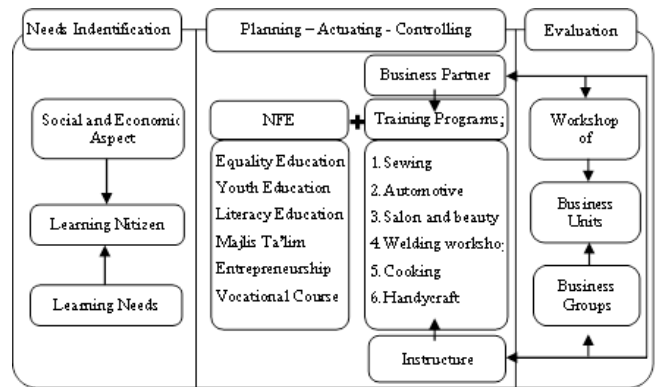 Needs Indentification
Planning – Actuating - Controlling
Evaluation
Social and Economic
Aspect
Learning Nitizen
Learning Needs
Business Partner
NFE
+
Training Programs;
Equality Education
Youth Education
Literacy Education
Majlis Ta'lim
Entrepreneurship
Vocational Course
1. Sewing
2. Automotive
3. Salon and beauty
4. Welding worksho
5. Cooking
6. Handycraft
Instructure
Workshop
of
Business
Units
Business
Groups